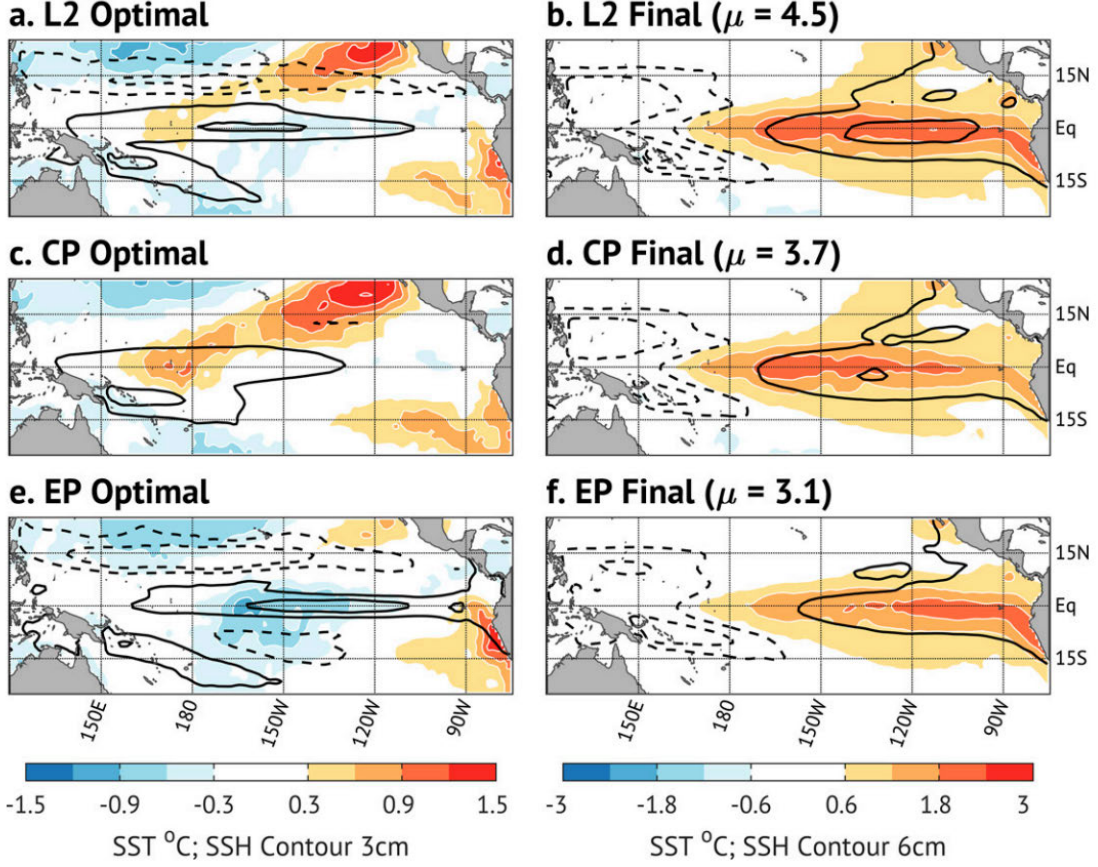 a. L2 Optimal
b. L2 Final (μ = 4.5)
15N
Eq
15S
c. CP Optimal
d. CP Final (μ = 3.7)
15N
Eq
15S
e. EP Optimal
f. EP Final (μ = 3.1)
15N
Eq
15S
150E 180 150W 120W 90W
150E 180 150W 120W 90W
-1.5 -0.9 -0.3 0.3 0.9 1.5
-3 -1.8 -0.6 0.6 1.8 3
SST °C; SSH Contour 3cm
SST °C; SSH Contour 6cm